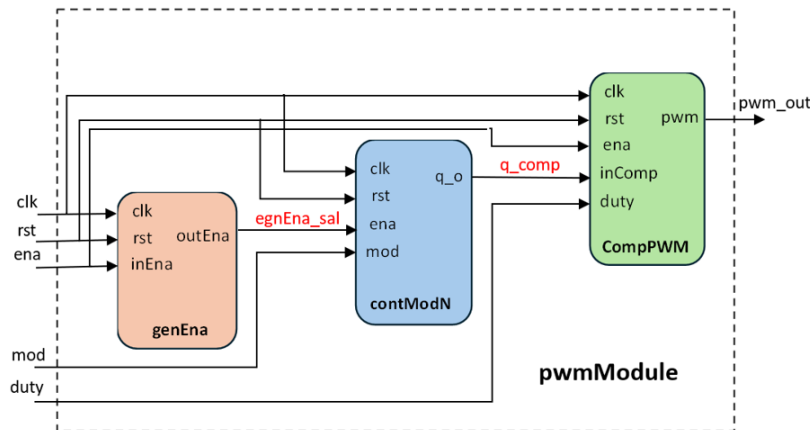 clk
rst
ena
mod
duty
clk
rst
inEna
outEna
genEna
egnEna_sal
clk
rst
ena
mod
q_o
contModN
q_comp
clk
rst
ena
inComp
duty
pwm
CompPWM
pwm_out
pwmModule